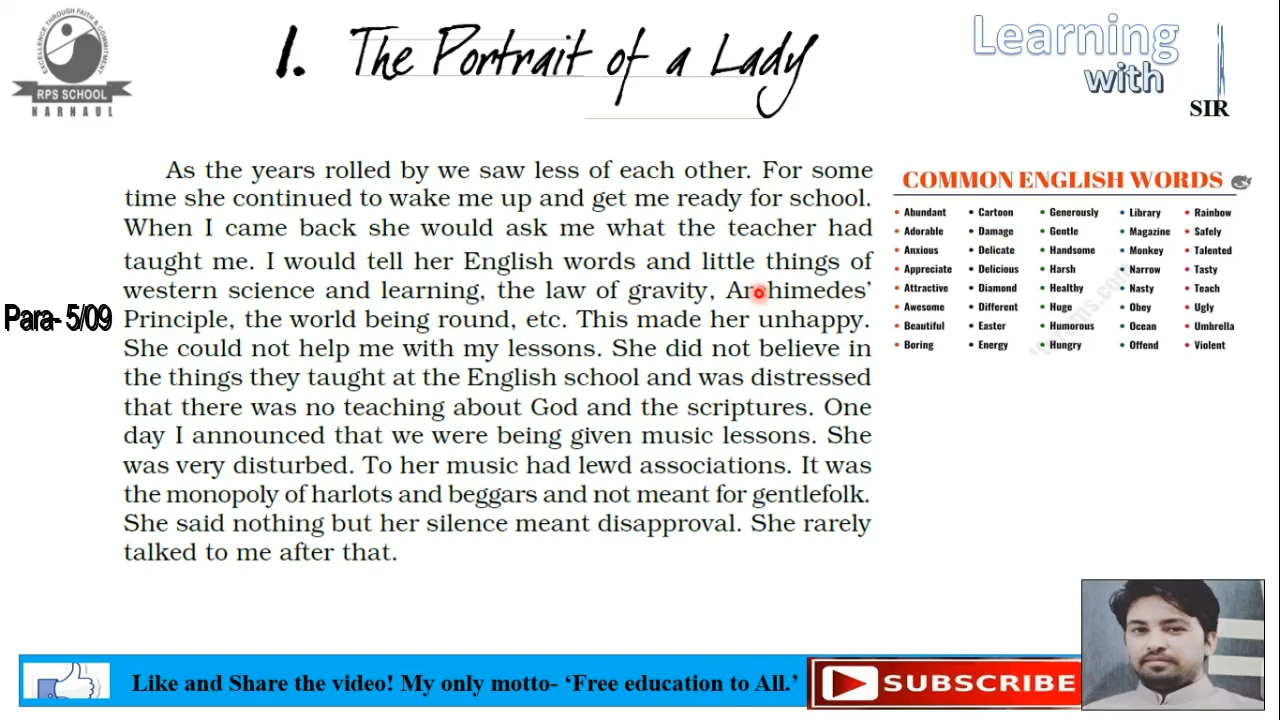 EXCELLENCE THROUGH FAITH & COMMITMENT
RPS SCHOOL
NARNAUL
1. The Portrait of a Lady
Learning
with
SIR
As the years rolled by we saw less of each other. For some
time she continued to wake me up and get me ready for school.
When I came back she would ask me what the teacher had
taught me. I would tell her English words and little things of
western science and learning, the law of gravity, Archimedes’
Principle, the world being round, etc. This made her unhappy.
She could not help me with my lessons. She did not believe in
the things they taught at the English school and was distressed
that there was no teaching about God and the scriptures. One
day I announced that we were being given music lessons. She
was very disturbed. To her music had lewd associations. It was
the monopoly of harlots and beggars and not meant for gentlefolk.
She said nothing but her silence meant disapproval. She rarely
talked to me after that.
Para- 5/09
COMMON ENGLISH WORDS
• Abundant • Cartoon • Generously • Library • Rainbow
• Adorable • Damage • Gentle • Magazine • Safely
• Anxious • Delicate • Handsome • Monkey • Talented
• Appreciate • Delicious • Harsh • Narrow • Tasty
• Attractive • Diamond • Healthy • Nasty • Teach
• Awesome • Different • Huge • Obey • Ugly
• Beautiful • Easter • Humorous • Ocean • Umbrella
• Boring • Energy • Hungry • Offend • Violent
Like and Share the video! My only motto- ‘Free education to All.’
SUBSCRIBE